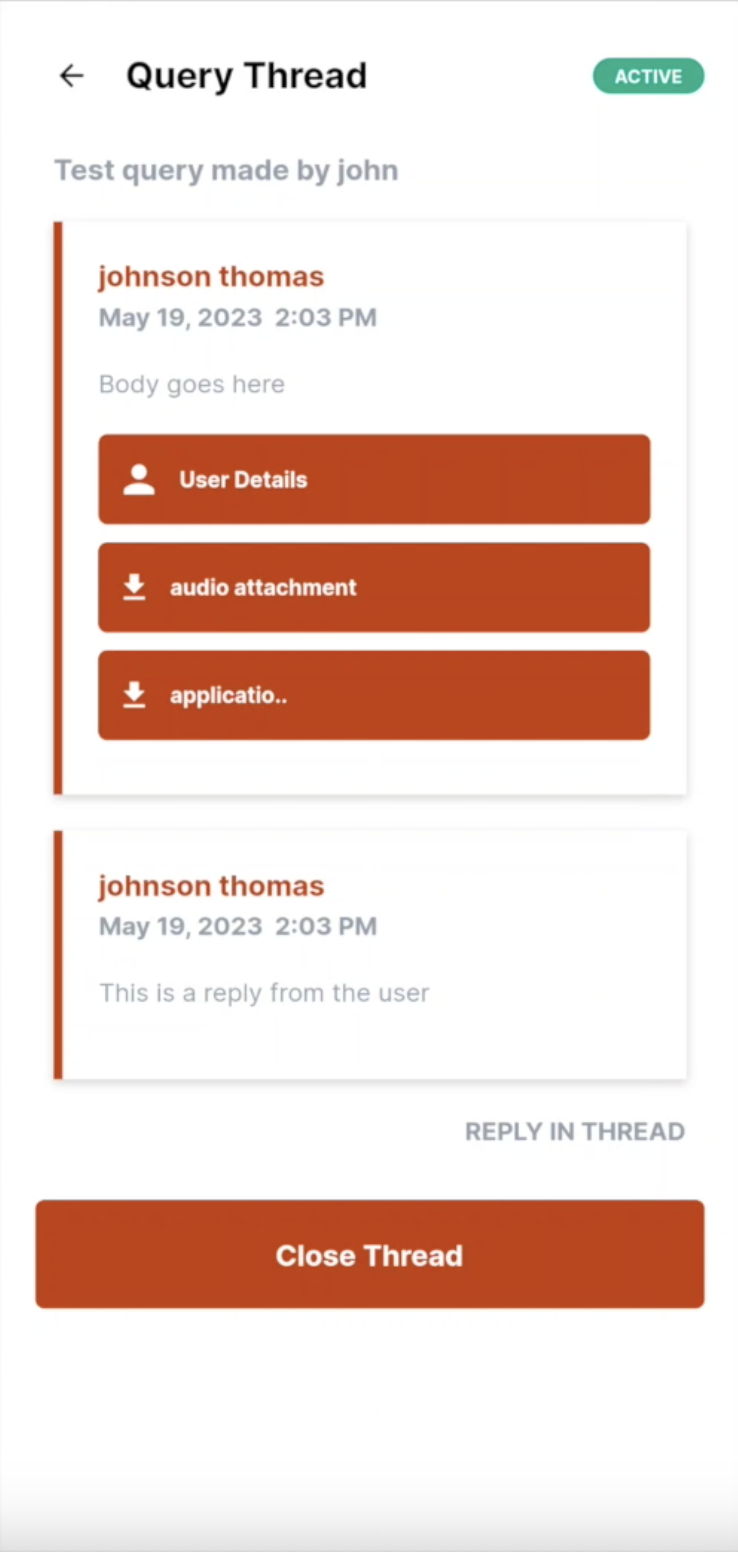 Query Thread
ACTIVE
Test query made by john
johnson thomas
May 19, 2023 2:03 PM
Body goes here
User Details
audio attachment
applicatio..
johnson thomas
May 19, 2023 2:03 PM
This is a reply from the user
REPLY IN THREAD
Close Thread